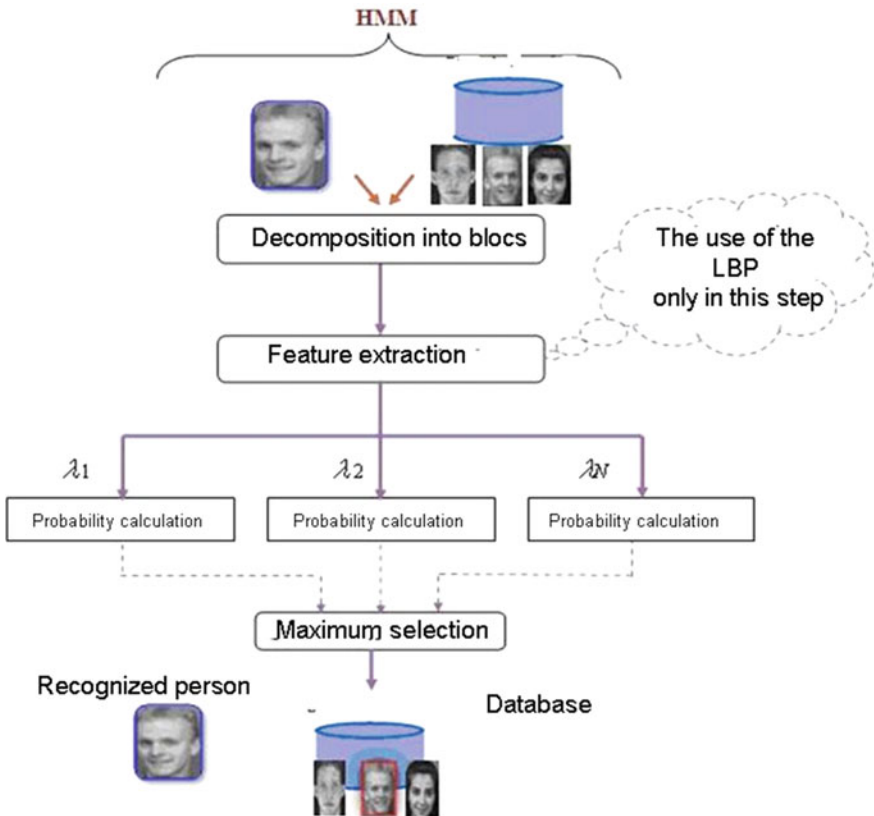 HMM
Decomposition into blocs
The use of the
LBP
only in this step
Feature extraction
λ1
λ2
λN
Probability calculation
Probability calculation
Probability calculation
Maximum selection
Recognized person
Database